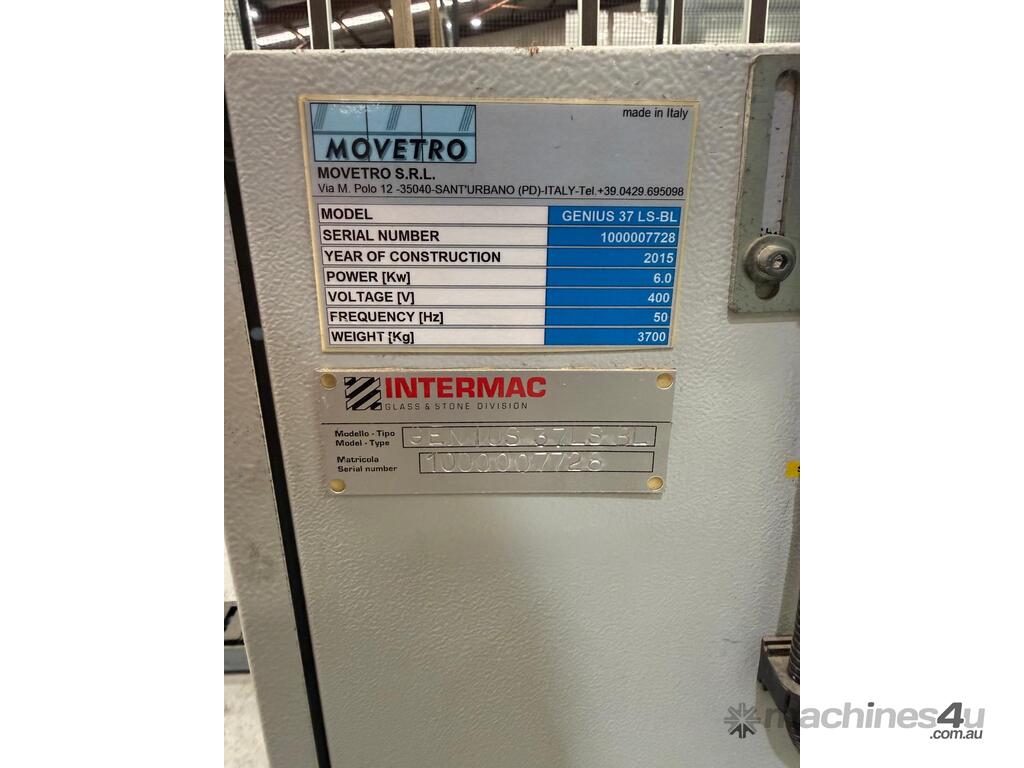 made in Italy
MOVETRO
MOVETRO S.R.L.
Via M. Polo 12 -35040-SANT'URBANO (PD)-ITALY-Tel.+39.0429.695098
MODEL GENIUS 37 LS-BL
SERIAL NUMBER 1000007728
YEAR OF CONSTRUCTION 2015
POWER [Kw] 6.0
VOLTAGE [V] 400
FREQUENCY [Hz] 50
WEIGHT [Kg] 3700
INTERMAC
GLASS & STONE DIVISION
Modello - Tipo
Model - Type GENIUS 37 LS BL
Matricola
Serial number 1000007728
machines4u
.com.au